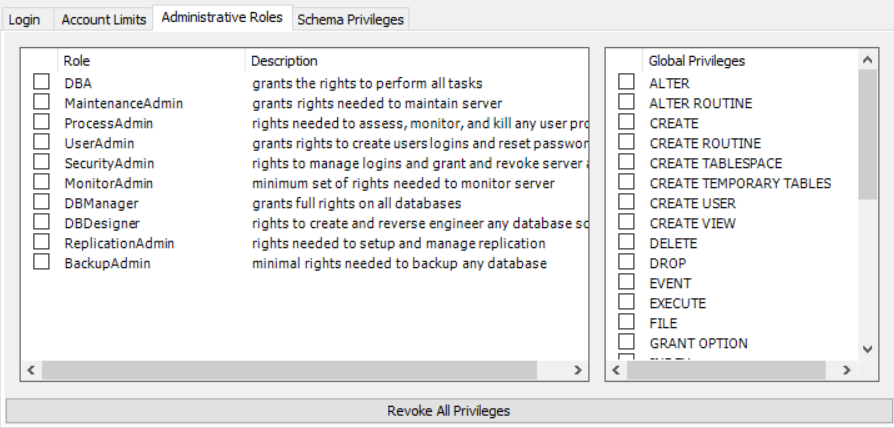 Login Account Limits Administrative Roles Schema Privileges
Role Description
DBA grants the rights to perform all tasks
MaintenanceAdmin grants rights needed to maintain server
ProcessAdmin rights needed to assess, monitor, and kill any user pro
UserAdmin grants rights to create users logins and reset passwor
SecurityAdmin rights to manage logins and grant and revoke server
MonitorAdmin minimum set of rights needed to monitor server
DBManager grants full rights on all databases
DBDesigner rights to create and reverse engineer any database sc
ReplicationAdmin rights needed to setup and manage replication
BackupAdmin minimal rights needed to backup any database
Global Privileges
ALTER
ALTER ROUTINE
CREATE
CREATE ROUTINE
CREATE TABLESPACE
CREATE TEMPORARY TABLES
CREATE USER
CREATE VIEW
DELETE
DROP
EVENT
EXECUTE
FILE
GRANT OPTION
Revoke All Privileges